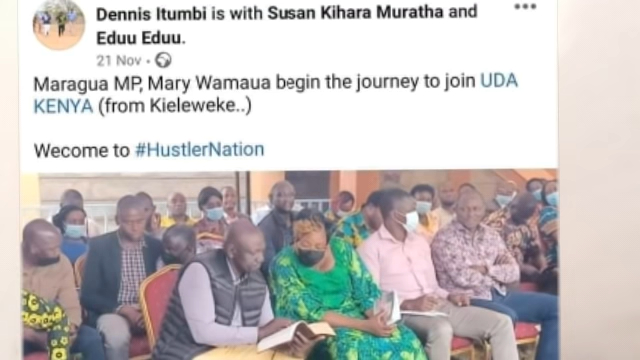 Dennis Itumbi is with Susan Kihara Muratha and
Eduu Eduu.
21 Nov ·
Maragua MP, Mary Wamaua begin the journey to join UDA
KENYA (from Kieleweke..)
Wecome to #HustlerNation